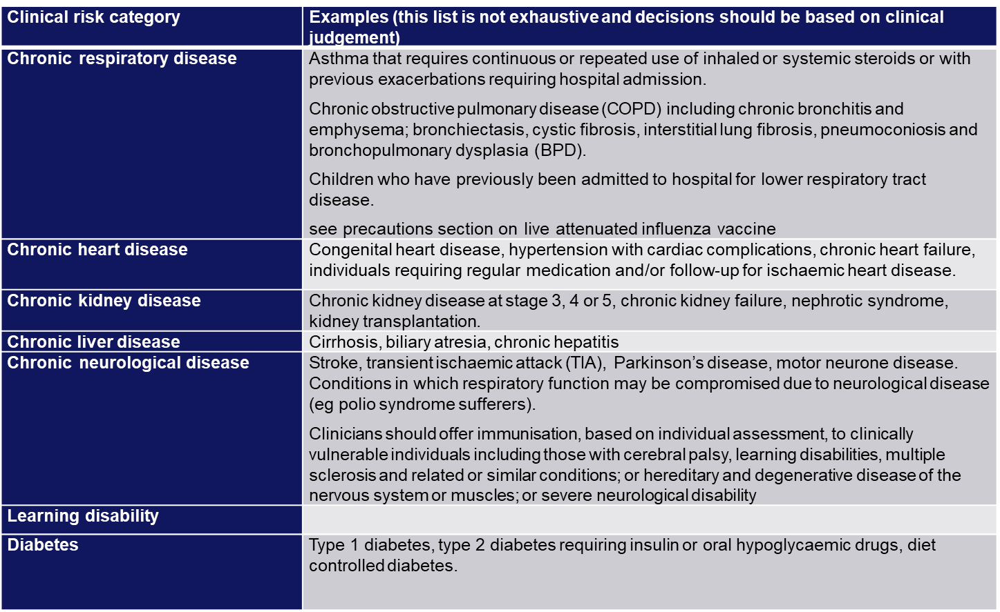 Clinical risk category
Examples (this list is not exhaustive and decisions should be based on clinical
judgement)
Chronic respiratory disease
Asthma that requires continuous or repeated use of inhaled or systemic steroids or with
previous exacerbations requiring hospital admission.
Chronic obstructive pulmonary disease (COPD) including chronic bronchitis and
emphysema; bronchiectasis, cystic fibrosis, interstitial lung fibrosis, pneumoconiosis and
bronchopulmonary dysplasia (BPD).
Children who have previously been admitted to hospital for lower respiratory tract
disease.
see precautions section on live attenuated influenza vaccine
Chronic heart disease
Congenital heart disease, hypertension with cardiac complications, chronic heart failure,
individuals requiring regular medication and/or follow-up for ischaemic heart disease.
Chronic kidney disease
Chronic kidney disease at stage 3, 4 or 5, chronic kidney failure, nephrotic syndrome,
kidney transplantation.
Chronic liver disease
Cirrhosis, biliary atresia, chronic hepatitis
Chronic neurological disease
Stroke, transient ischaemic attack (TIA), Parkinson's disease, motor neurone disease.
Conditions in which respiratory function may be compromised due to neurological disease
(eg polio syndrome sufferers).
Clinicians should offer immunisation, based on individual assessment, to clinically
vulnerable individuals including those with cerebral palsy, learning disabilities, multiple
sclerosis and related or similar conditions; or hereditary and degenerative disease of the
nervous system or muscles; or severe neurological disability
Learning disability
Diabetes
Type 1 diabetes, type 2 diabetes requiring insulin or oral hypoglycaemic drugs, diet
controlled diabetes.